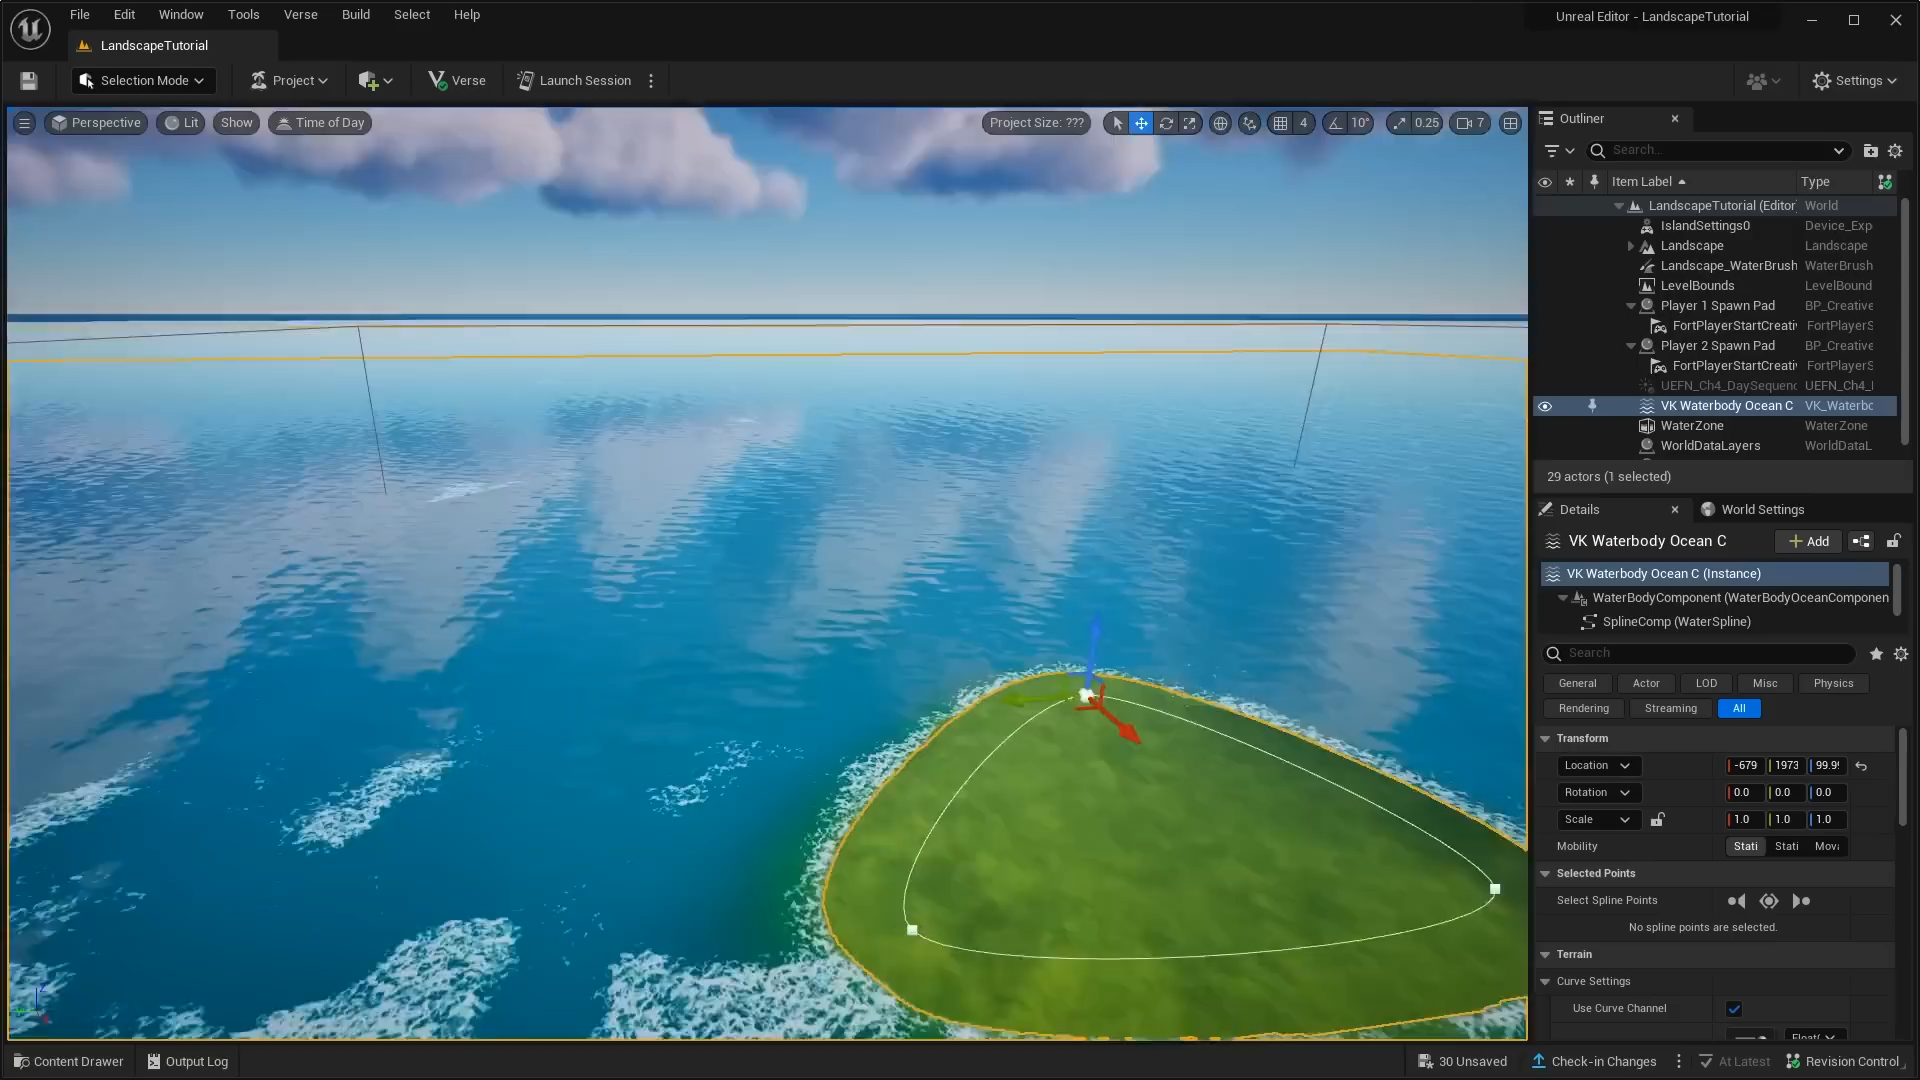 File Edit Window Tools Verse Build Select Help
Unreal Editor - LandscapeTutorial
LandscapeTutorial
Selection Mode
Project
Verse
Launch Session
Settings
Perspective
Lit
Show
Time of Day
Project Size: ???
4
10°
0.25
7
Outliner
Search...
Item Label
Type
LandscapeTutorial (Editor World
IslandSettings0 Device_Exp
Landscape Landscape
Landscape_WaterBrush WaterBrush
LevelBounds LevelBound
Player 1 Spawn Pad BP_Creative
FortPlayerStartCreati FortPlayerS
Player 2 Spawn Pad BP_Creative
FortPlayerStartCreati FortPlayerS
UEFN_Ch4_DaySequenc UEFN_Ch4_
VK Waterbody Ocean C VK_Waterbo
WaterZone WaterZone
WorldDataLayers WorldDataL
29 actors (1 selected)
Details
World Settings
VK Waterbody Ocean C
Add
VK Waterbody Ocean C (Instance)
WaterBodyComponent (WaterBodyOceanComponen
SplineComp (WaterSpline)
Search
General Actor LOD Misc Physics
Rendering Streaming All
Transform
Location -679 1973 99.9
Rotation 0.0 0.0 0.0
Scale 1.0 1.0 1.0
Mobility Stati Stati Mov
Selected Points
Select Spline Points
No spline points are selected.
Terrain
Curve Settings
Use Curve Channel
Content Drawer
Output Log
30 Unsaved
Check-in Changes
At Latest
Revision Control